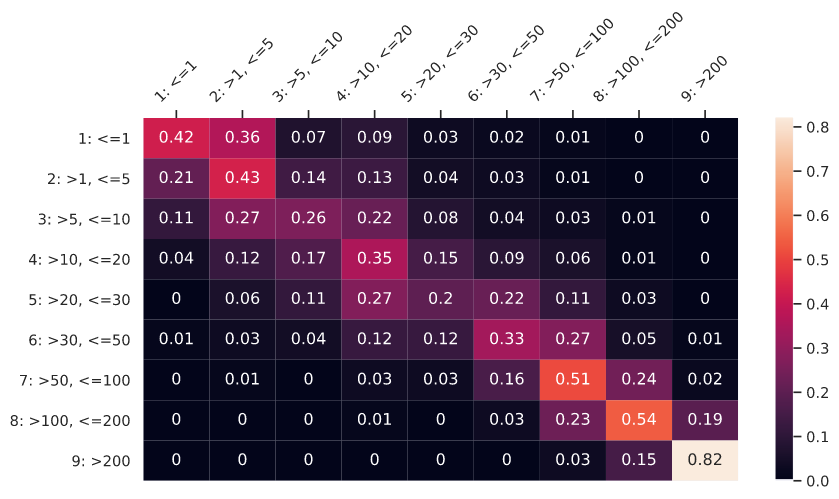 1: <=1
2: >1, <=5
3: >5, <=10
4: >10, <=20
5: >20, <=30
6: >30, <=50
7: >50, <=100
8: >100, <=200
9: >200
1: <=1 0.42 0.36 0.07 0.09 0.03 0.02 0.01 0 0
2: >1, <=5 0.21 0.43 0.14 0.13 0.04 0.03 0.01 0 0
3: >5, <=10 0.11 0.27 0.26 0.22 0.08 0.04 0.03 0.01 0
4: >10, <=20 0.04 0.12 0.17 0.35 0.15 0.09 0.06 0.01 0
5: >20, <=30 0 0.06 0.11 0.27 0.2 0.22 0.11 0.03 0
6: >30, <=50 0.01 0.03 0.04 0.12 0.12 0.33 0.27 0.05 0.01
7: >50, <=100 0 0.01 0 0.03 0.03 0.16 0.51 0.24 0.02
8: >100, <=200 0 0 0 0.01 0 0.03 0.23 0.54 0.19
9: >200 0 0 0 0 0 0 0.03 0.15 0.82
0.8
0.7
0.6
0.5
0.4
0.3
0.2
0.1
0.0